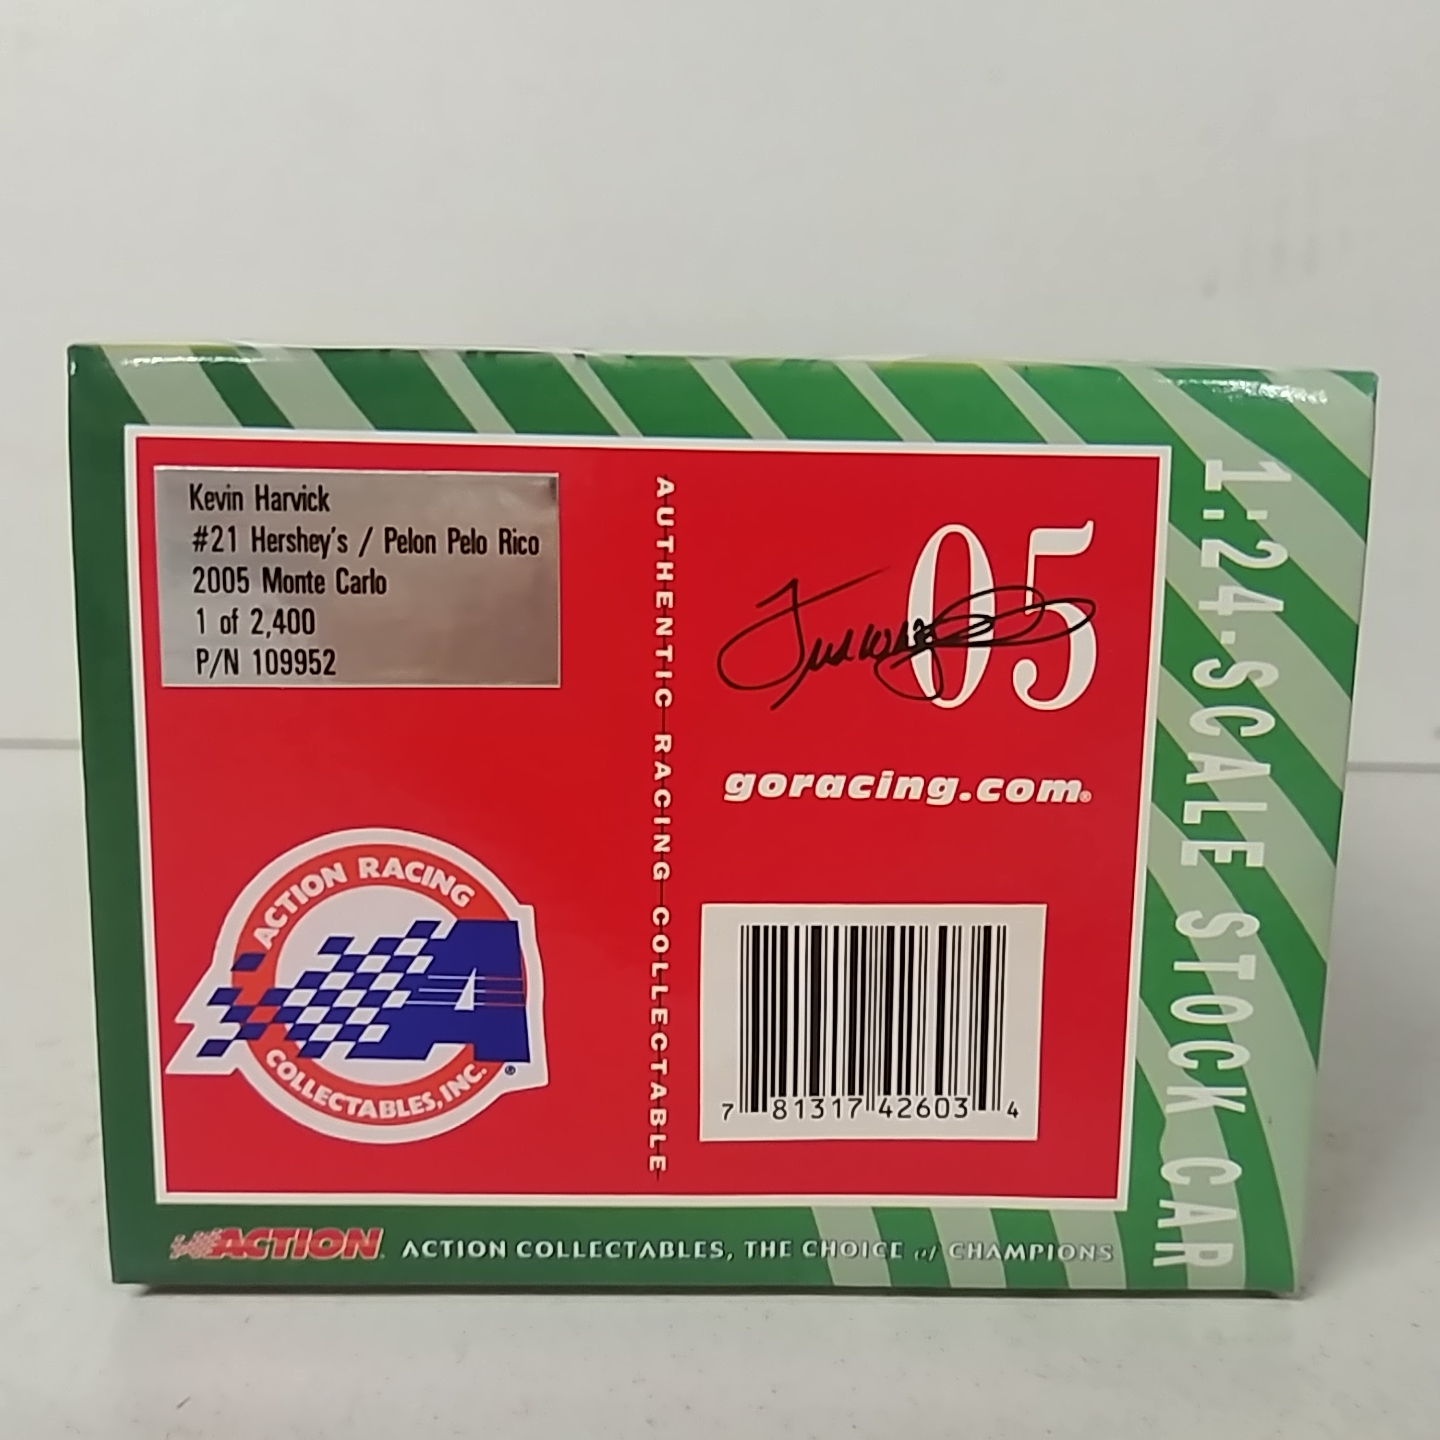 Kevin Harvick
#21 Hershey's / Pelon Pelo Rico
2005 Monte Carlo
1 of 2,400
P/N 109952
AUTHENTIC RACING COLLECTABLE
05
goracing.com®
ACTION RACING
A
COLLECTABLES, INC.®
7 81317 42603 4
1:24-SCALE STOCK CAR
ACTION ACTION COLLECTABLES, THE CHOICE of CHAMPIONS